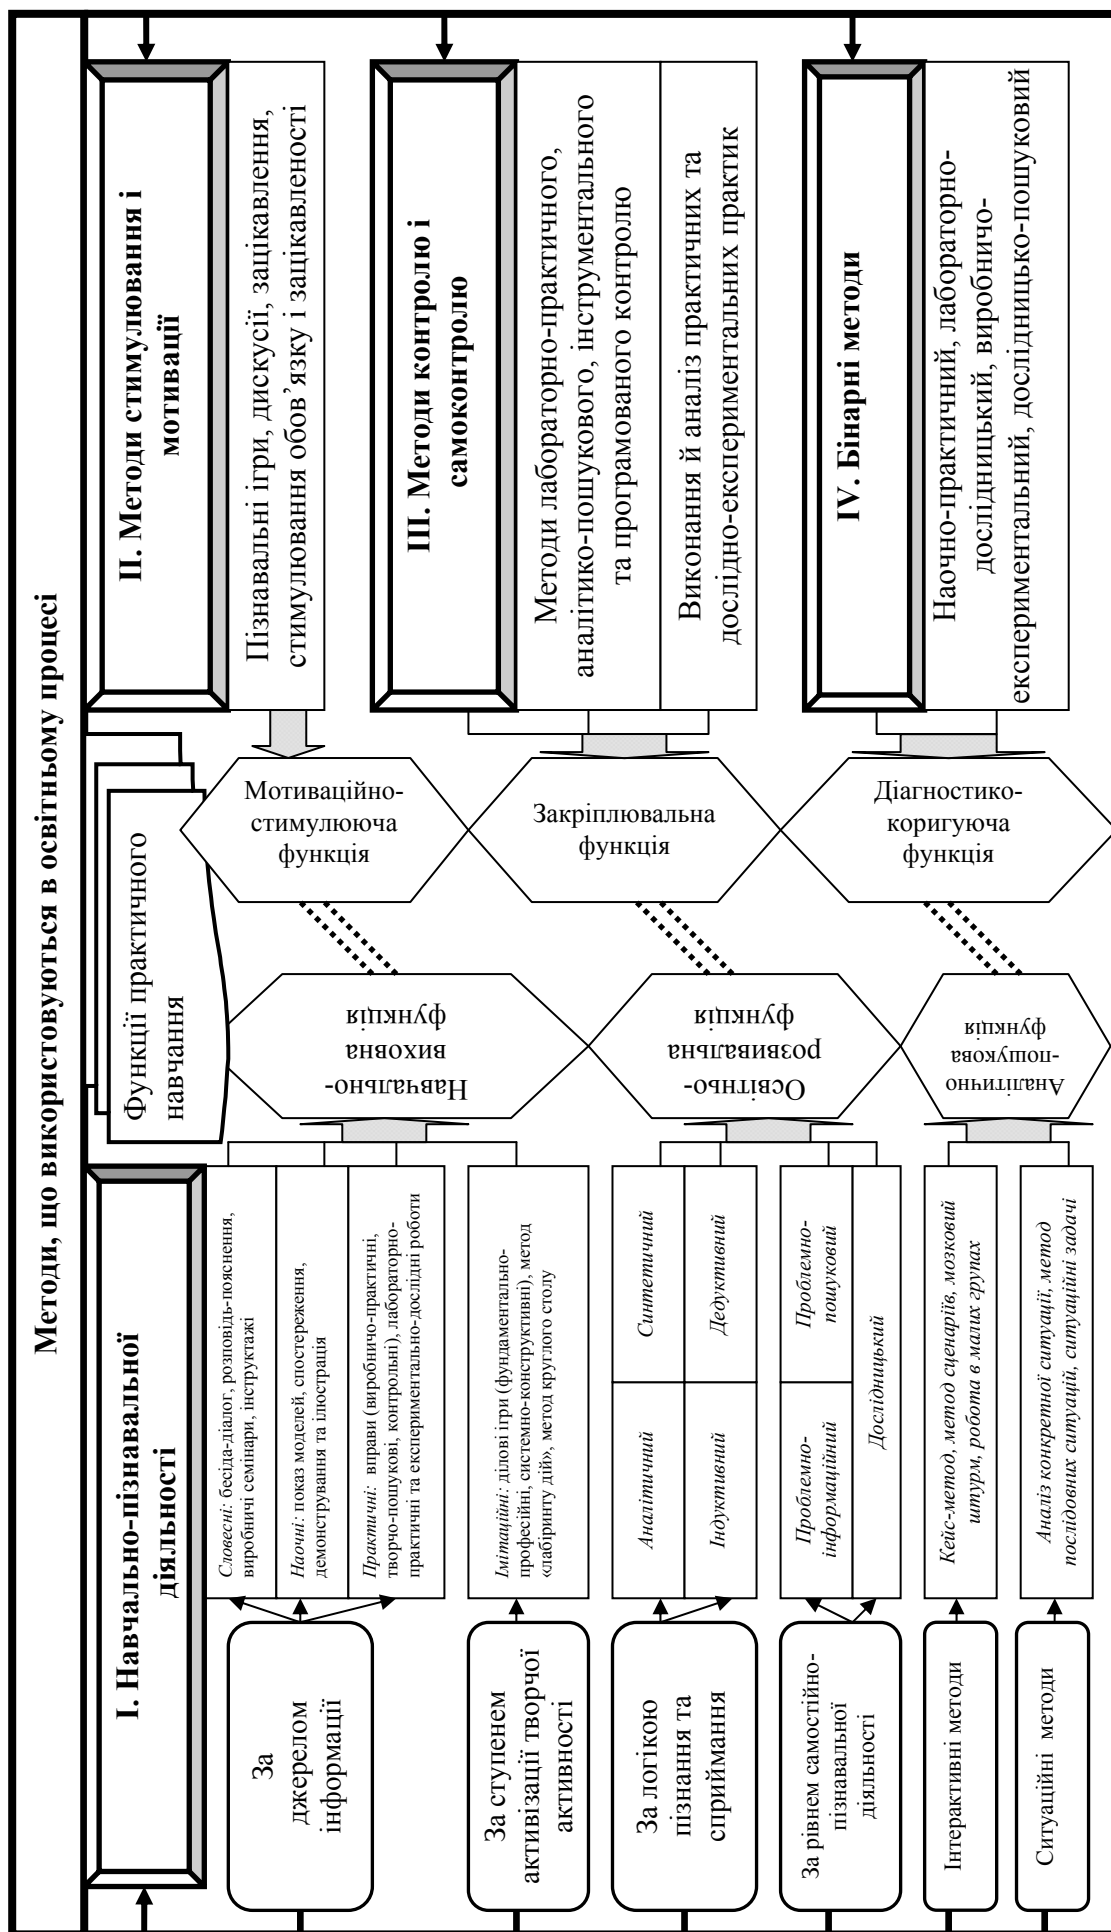 Методи, що використовуються в освітньому процесі
І. Навчально-пізнавальної
діяльності
За
джерелом
інформації
Словесні: бесіда-діалог, розповідь-пояснення,
виробничі семінари, інструктажі
Наочні: показ моделей, спостереження,
демонстрування та ілюстрація
Практичні: вправи (виробничо-практичні,
творчо-пошукові, контрольні), лабораторно-
практичні та експериментально-дослідні роботи
За ступенем
активізації творчої
активності
Імітаційні: ділові ігри (фундаментально-
професійні, системно-конструктивні), метод
«лабіринту дій», метод круглого столу
За логікою
пізнання та
сприймання
Аналітичний
Синтетичний
Індуктивний
Дедуктивний
За рівнем самостійно-
пізнавальної
діяльності
Проблемно-
інформаційний
Проблемно-
пошуковий
Дослідницький
Інтерактивні методи
Кейс-метод, метод сценаріїв, мозковий
штурм, робота в малих групах
Ситуаційні методи
Аналіз конкретної ситуації, метод
послідовних ситуацій, ситуаційні задачі
Функції практичного
навчання
Навчально-
виховна
функція
Освітньо-
розвивальна
функція
Аналітично
-пошукова
функція
Мотиваційно-
стимулююча
функція
Закріплювальна
функція
Діагностико-
коригуюча
функція
ІІ. Методи стимулювання і
мотивації
Пізнавальні ігри, дискусії, зацікавлення,
стимулювання обов’язку і зацікавленості
ІІІ. Методи контролю і
самоконтролю
Методи лабораторно-практичного,
аналітико-пошукового, інструментального
та програмованого контролю
Виконання й аналіз практичних та
дослідно-експериментальних практик
IV. Бінарні методи
Наочно-практичний, лабораторно-
дослідницький, виробничо-
експериментальний, дослідницько-пошуковий